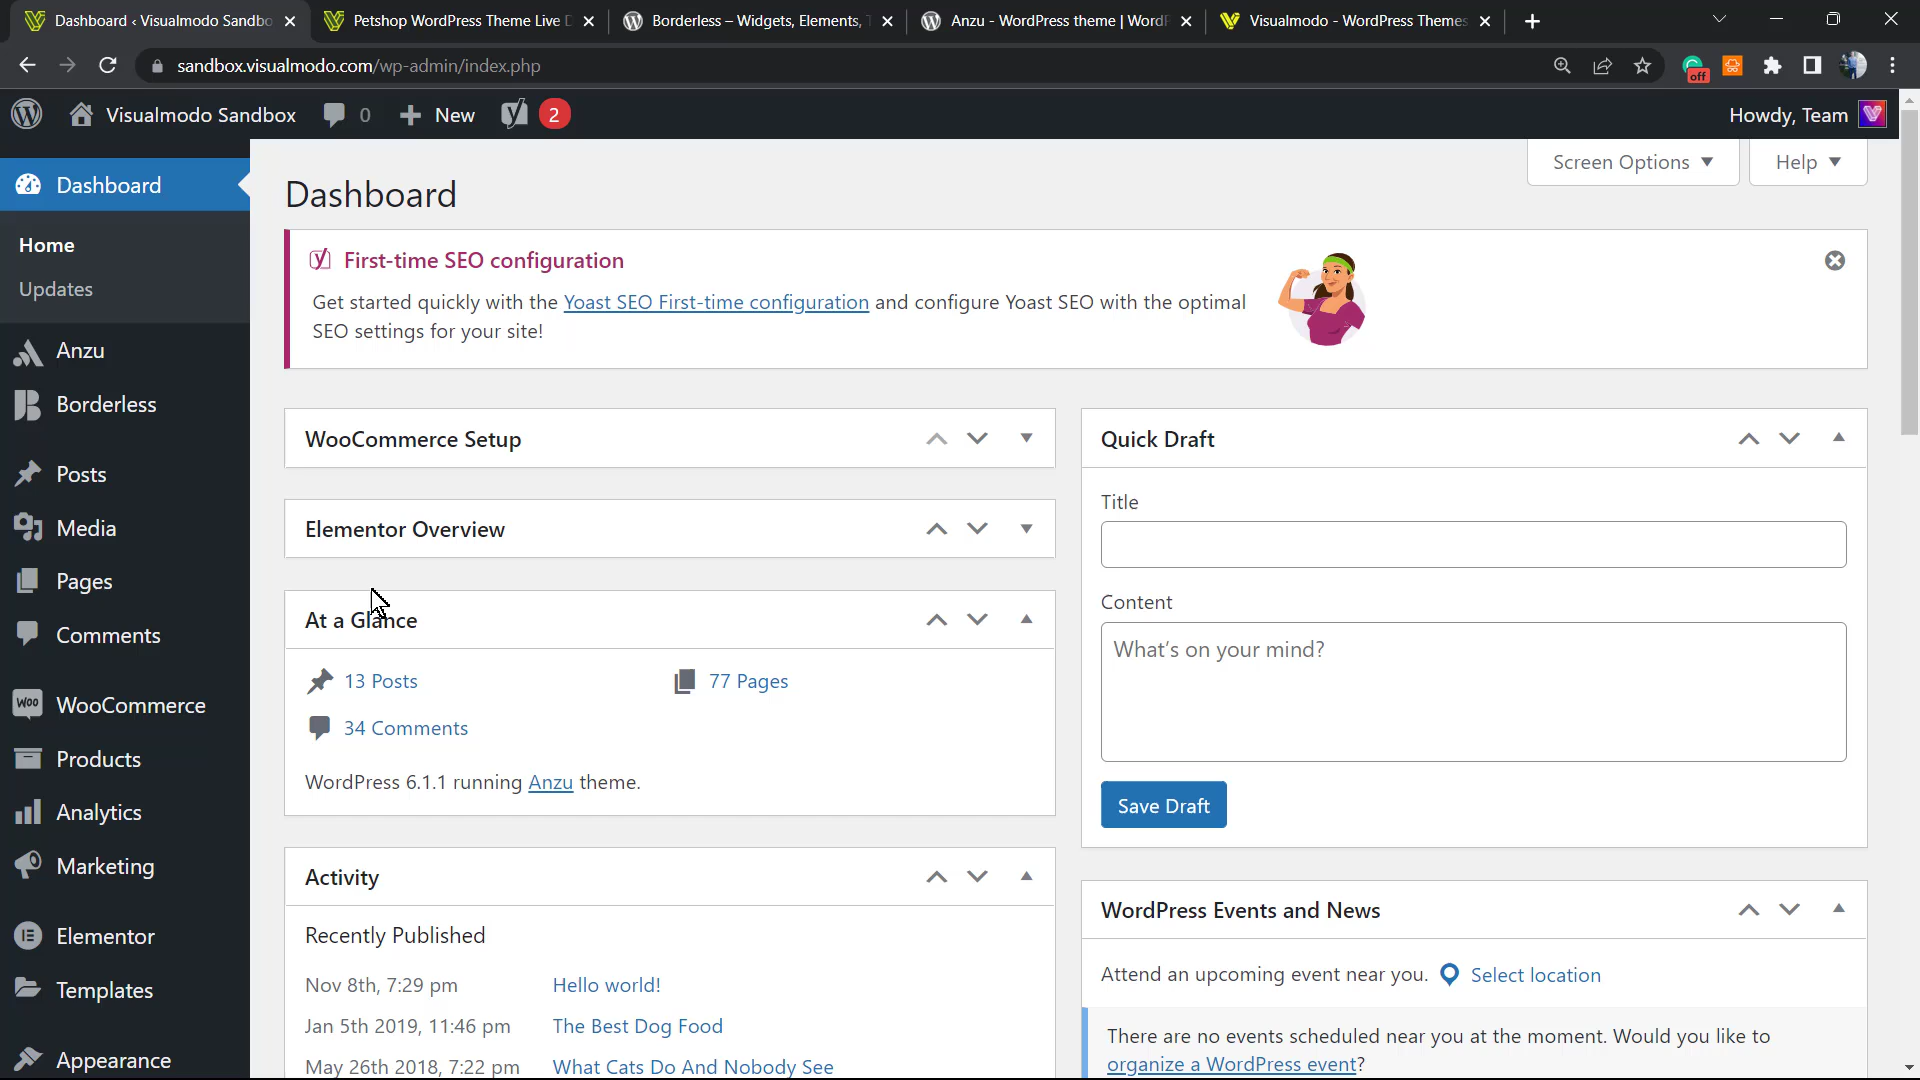 Dashboard ‹ Visualmodo Sandbo
Petshop WordPress Theme Live D
Borderless – Widgets, Elements, T
Anzu - WordPress theme | WordP
Visualmodo - WordPress Themes
sandbox.visualmodo.com/wp-admin/index.php
off
Visualmodo Sandbox
0
New
2
Howdy, Team
Dashboard
Home
Updates
Anzu
Borderless
Posts
Media
Pages
Comments
WooCommerce
Products
Analytics
Marketing
Elementor
Templates
Appearance
Screen Options
Help
Dashboard
First-time SEO configuration
Get started quickly with the Yoast SEO First-time configuration and configure Yoast SEO with the optimal
SEO settings for your site!
WooCommerce Setup
Elementor Overview
At a Glance
13 Posts
77 Pages
34 Comments
WordPress 6.1.1 running Anzu theme.
Activity
Recently Published
Nov 8th, 7:29 pm
Hello world!
Jan 5th 2019, 11:46 pm
The Best Dog Food
May 26th 2018, 7:22 pm
What Cats Do And Nobody See
Quick Draft
Title
Content
What's on your mind?
Save Draft
WordPress Events and News
Attend an upcoming event near you.
Select location
There are no events scheduled near you at the moment. Would you like to
organize a WordPress event?